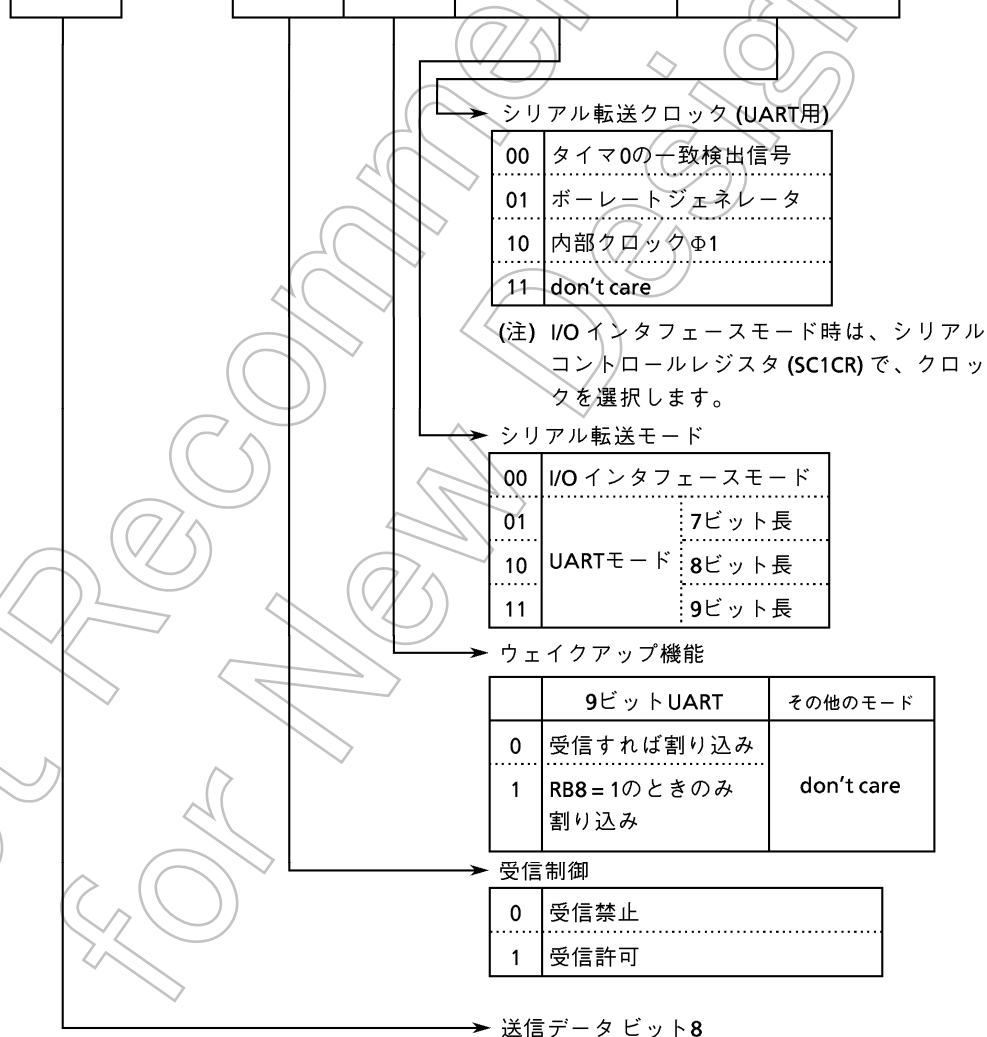 シリアル転送クロック (UART用)
00 タイマ0の一致検出信号
01 ボーレートジェネレータ
10 内部クロックΦ1
11 don't care
(注) I/O インタフェースモード時は、シリアル
コントロールレジスタ (SC1CR) で、クロッ
クを選択します。
シリアル転送モード
00 I/O インタフェースモード
01 7ビット長
10 UARTモード 8ビット長
11 9ビット長
ウェイクアップ機能
9ビットUART その他のモード
0 受信すれば割り込み
1 RB8 = 1のときのみ don't care
割り込み
受信制御
0 受信禁止
1 受信許可
送信データ ビット8